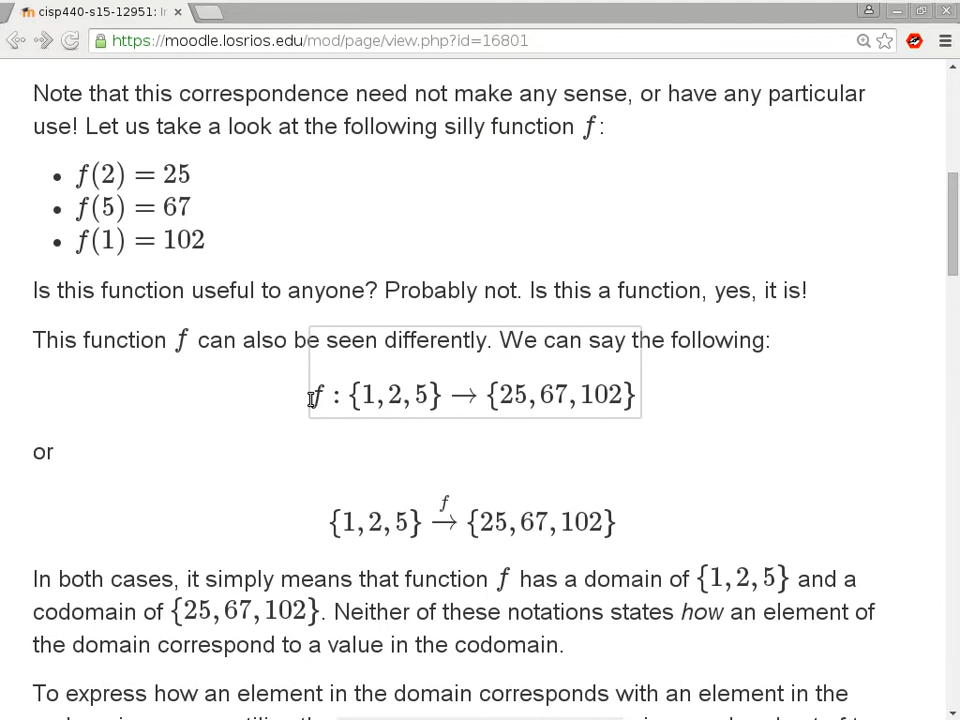 cisp440-s15-12951: Ir
https://moodle.losrios.edu/mod/page/view.php?id=16801
Note that this correspondence need not make any sense, or have any particular
use! Let us take a look at the following silly function f:
• f(2) = 25
• f(5) = 67
• f(1) = 102
Is this function useful to anyone? Probably not. Is this a function, yes, it is!
This function f can also be seen differently. We can say the following:
f : {1, 2, 5} → {25, 67, 102}
or
f
{1, 2, 5} → {25, 67, 102}
In both cases, it simply means that function f has a domain of {1, 2, 5} and a
codomain of {25, 67, 102}. Neither of these notations states how an element of
the domain correspond to a value in the codomain.
To express how an element in the domain corresponds with an element in the